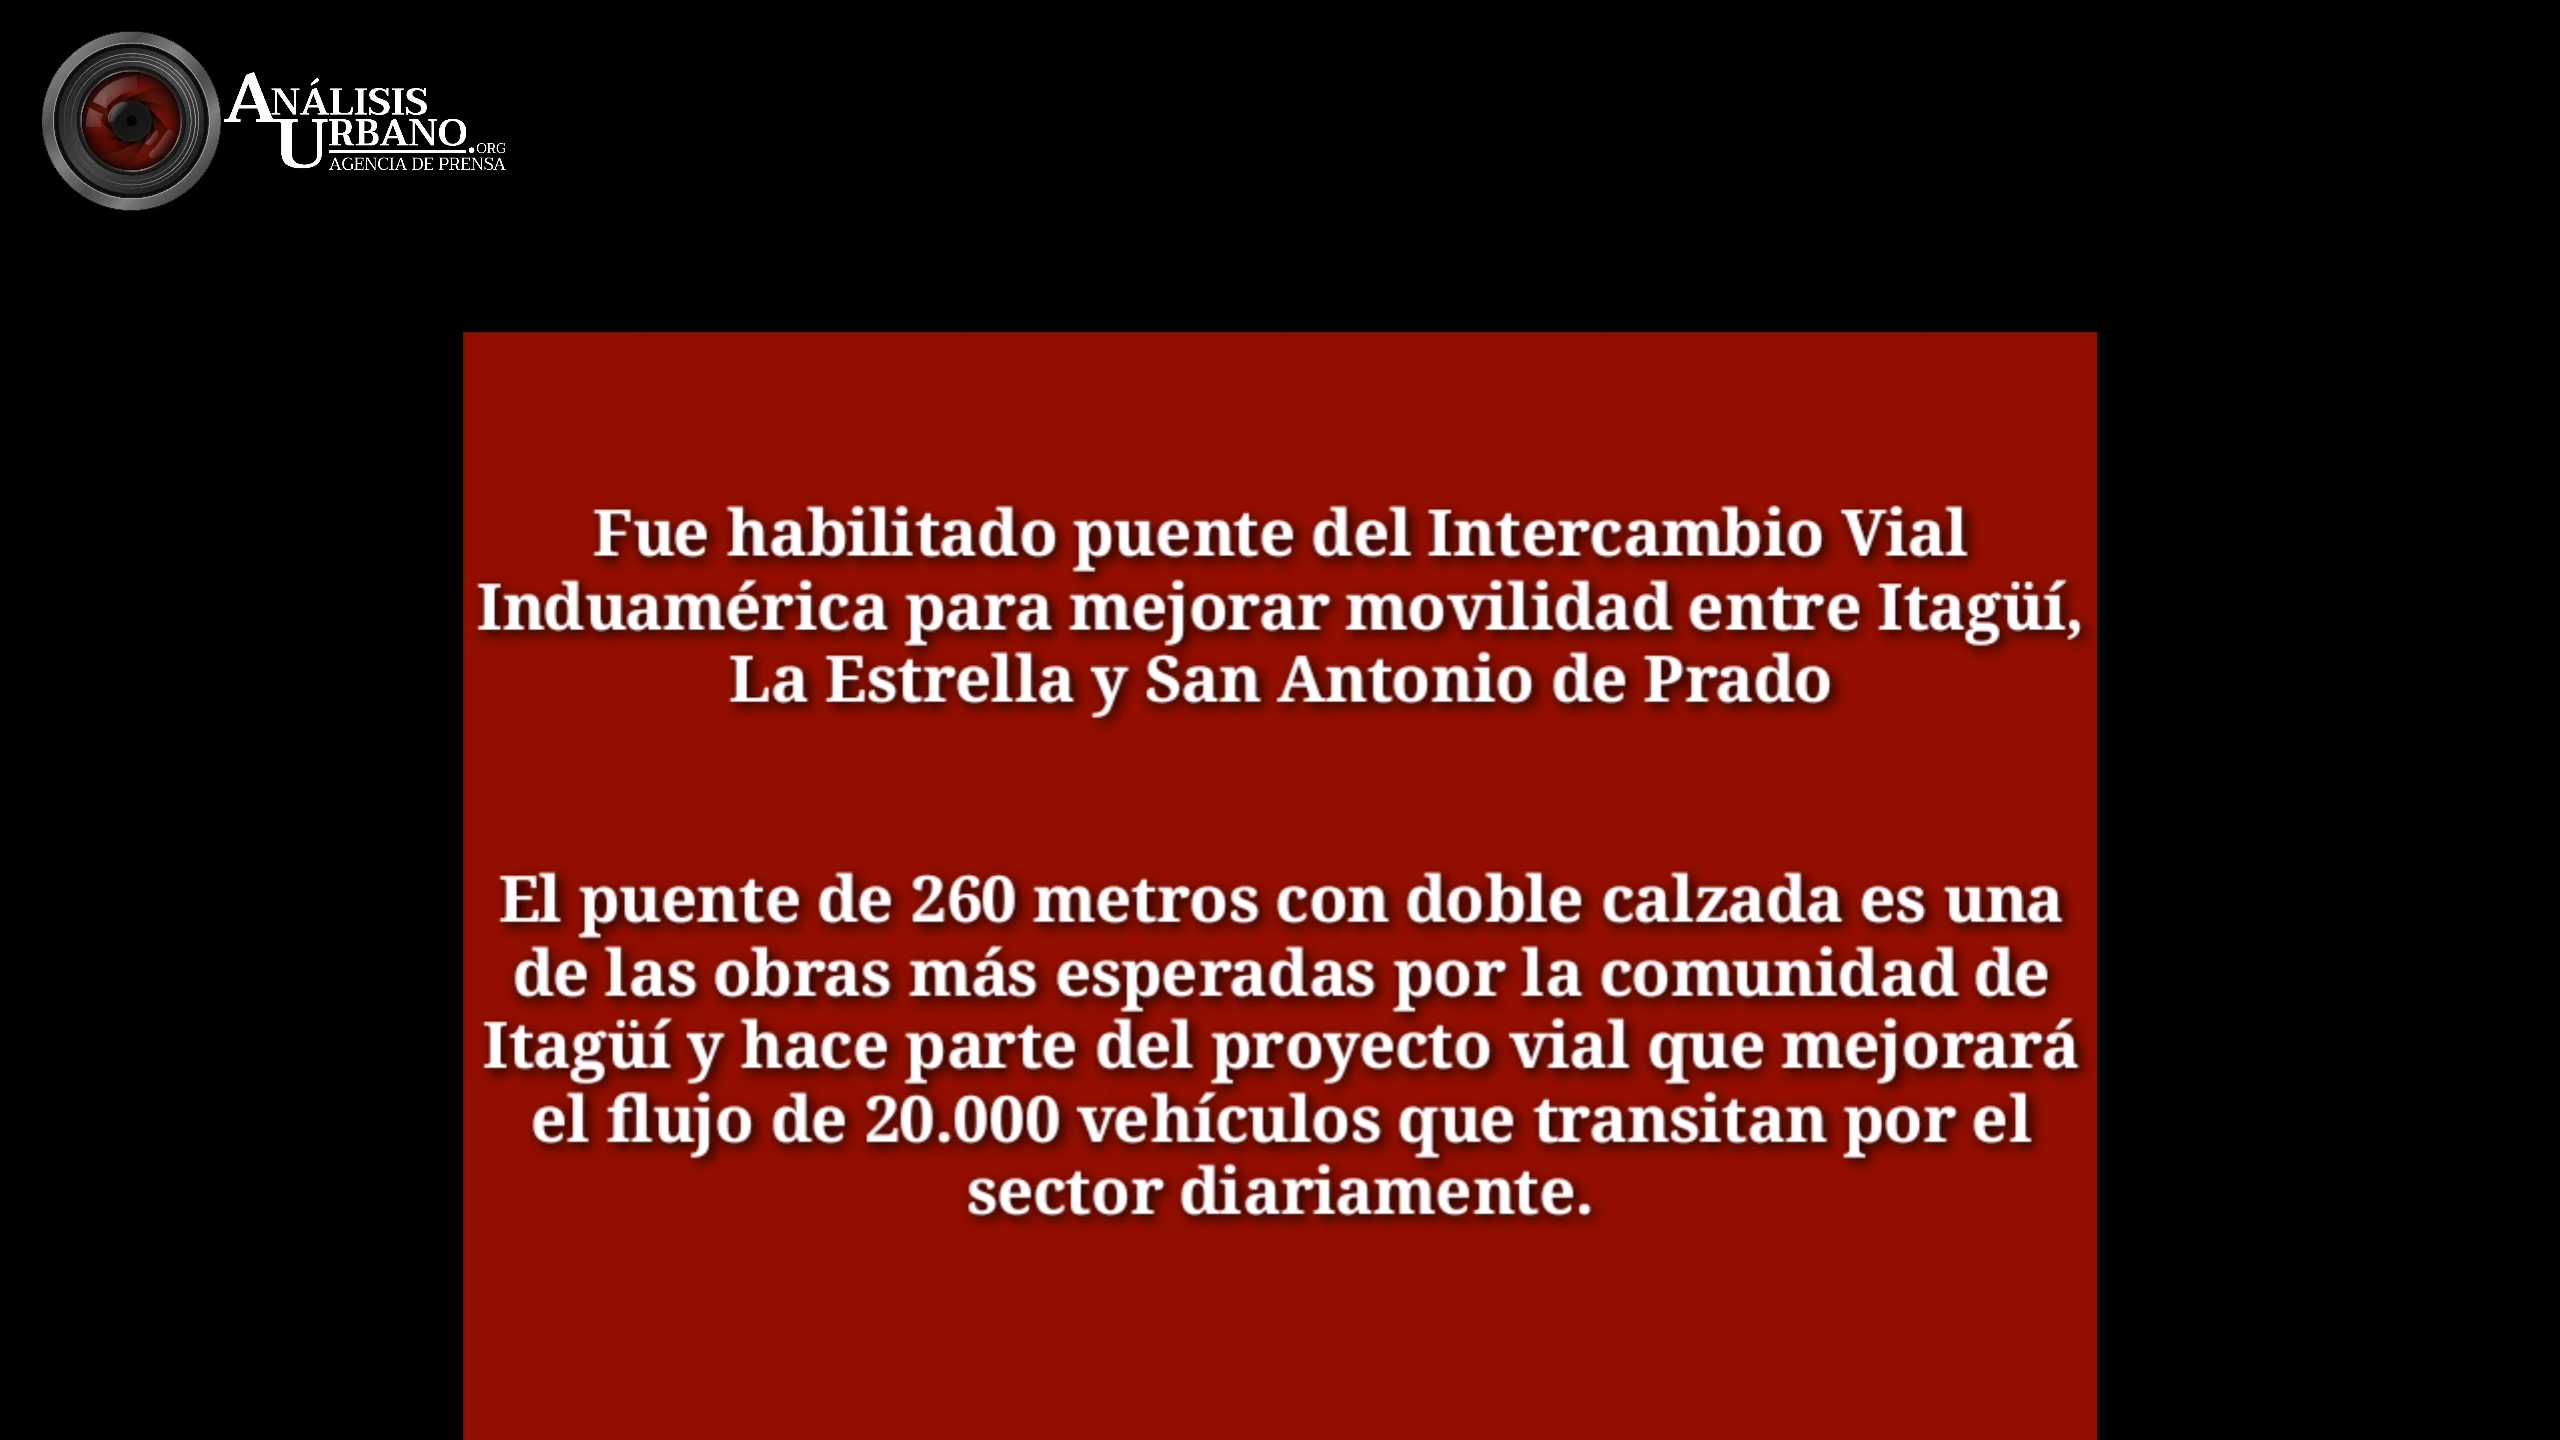 ANÁLISIS
URBANO.ORG
AGENCIA DE PRENSA
Fue habilitado puente del Intercambio Vial
Induamérica para mejorar movilidad entre Itagüí,
La Estrella y San Antonio de Prado
El puente de 260 metros con doble calzada es una
de las obras más esperadas por la comunidad de
Itagüí y hace parte del proyecto vial que mejorará
el flujo de 20.000 vehículos que transitan por el
sector diariamente.